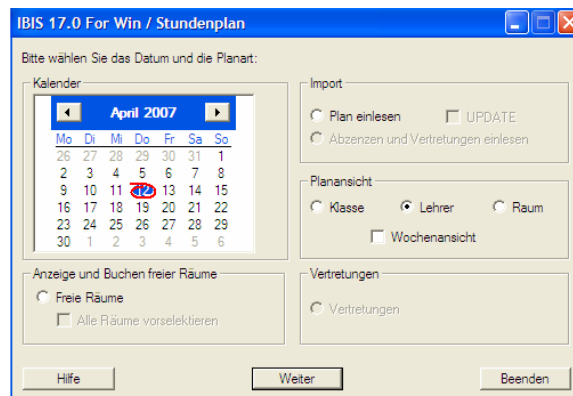 IBIS 17.0 For Win / Stundenplan
Bitte wählen Sie das Datum und die Planart:
Kalender
April 2007
Mo Di Mi Do Fr Sa So
26 27 28 29 30 31 1
2 3 4 5 6 7 8
9 10 11 12 13 14 15
16 17 18 19 20 21 22
23 24 25 26 27 28 29
30 1 2 3 4 5 6
Import
Plan einlesen UPDATE
Abzenzen und Vertretungen einlesen
Planansicht
Klasse Lehrer Raum
Wochenansicht
Anzeige und Buchen freier Räume
Freie Räume
Alle Räume vorselektieren
Vertretungen
Vertretungen
Hilfe Weiter Beenden